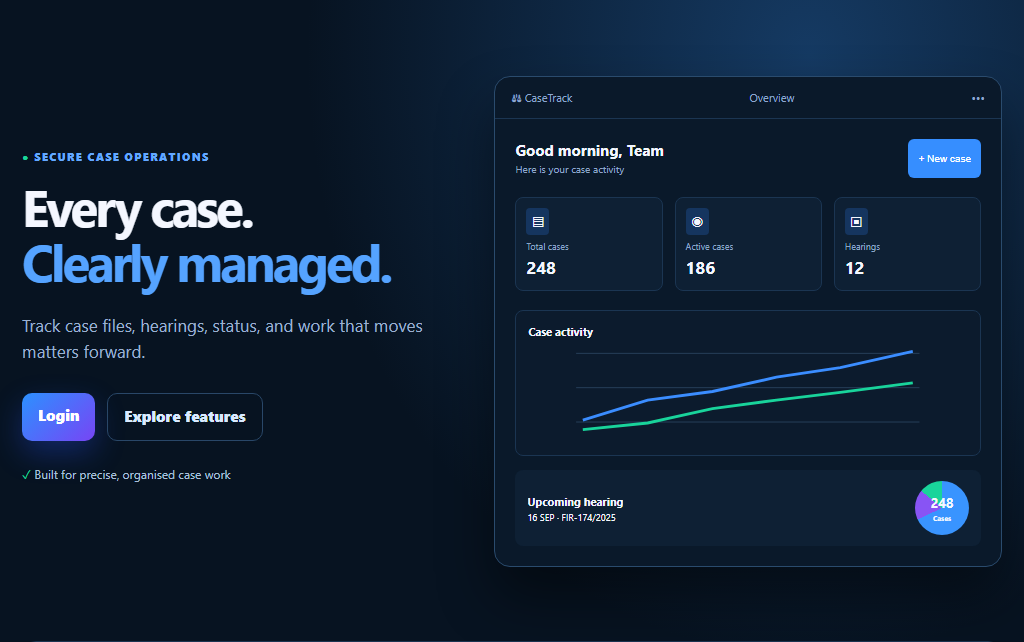 SECURE CASE OPERATIONS
Every case.
Clearly managed.
Track case files, hearings, status, and work that moves
matters forward.
Login
Explore features
✓ Built for precise, organised case work
CaseTrack
Overview
•••
Good morning, Team
Here is your case activity
+ New case
Total cases
248
Active cases
186
Hearings
12
Case activity
Upcoming hearing
16 SEP · FIR-174/2025
248
Cases